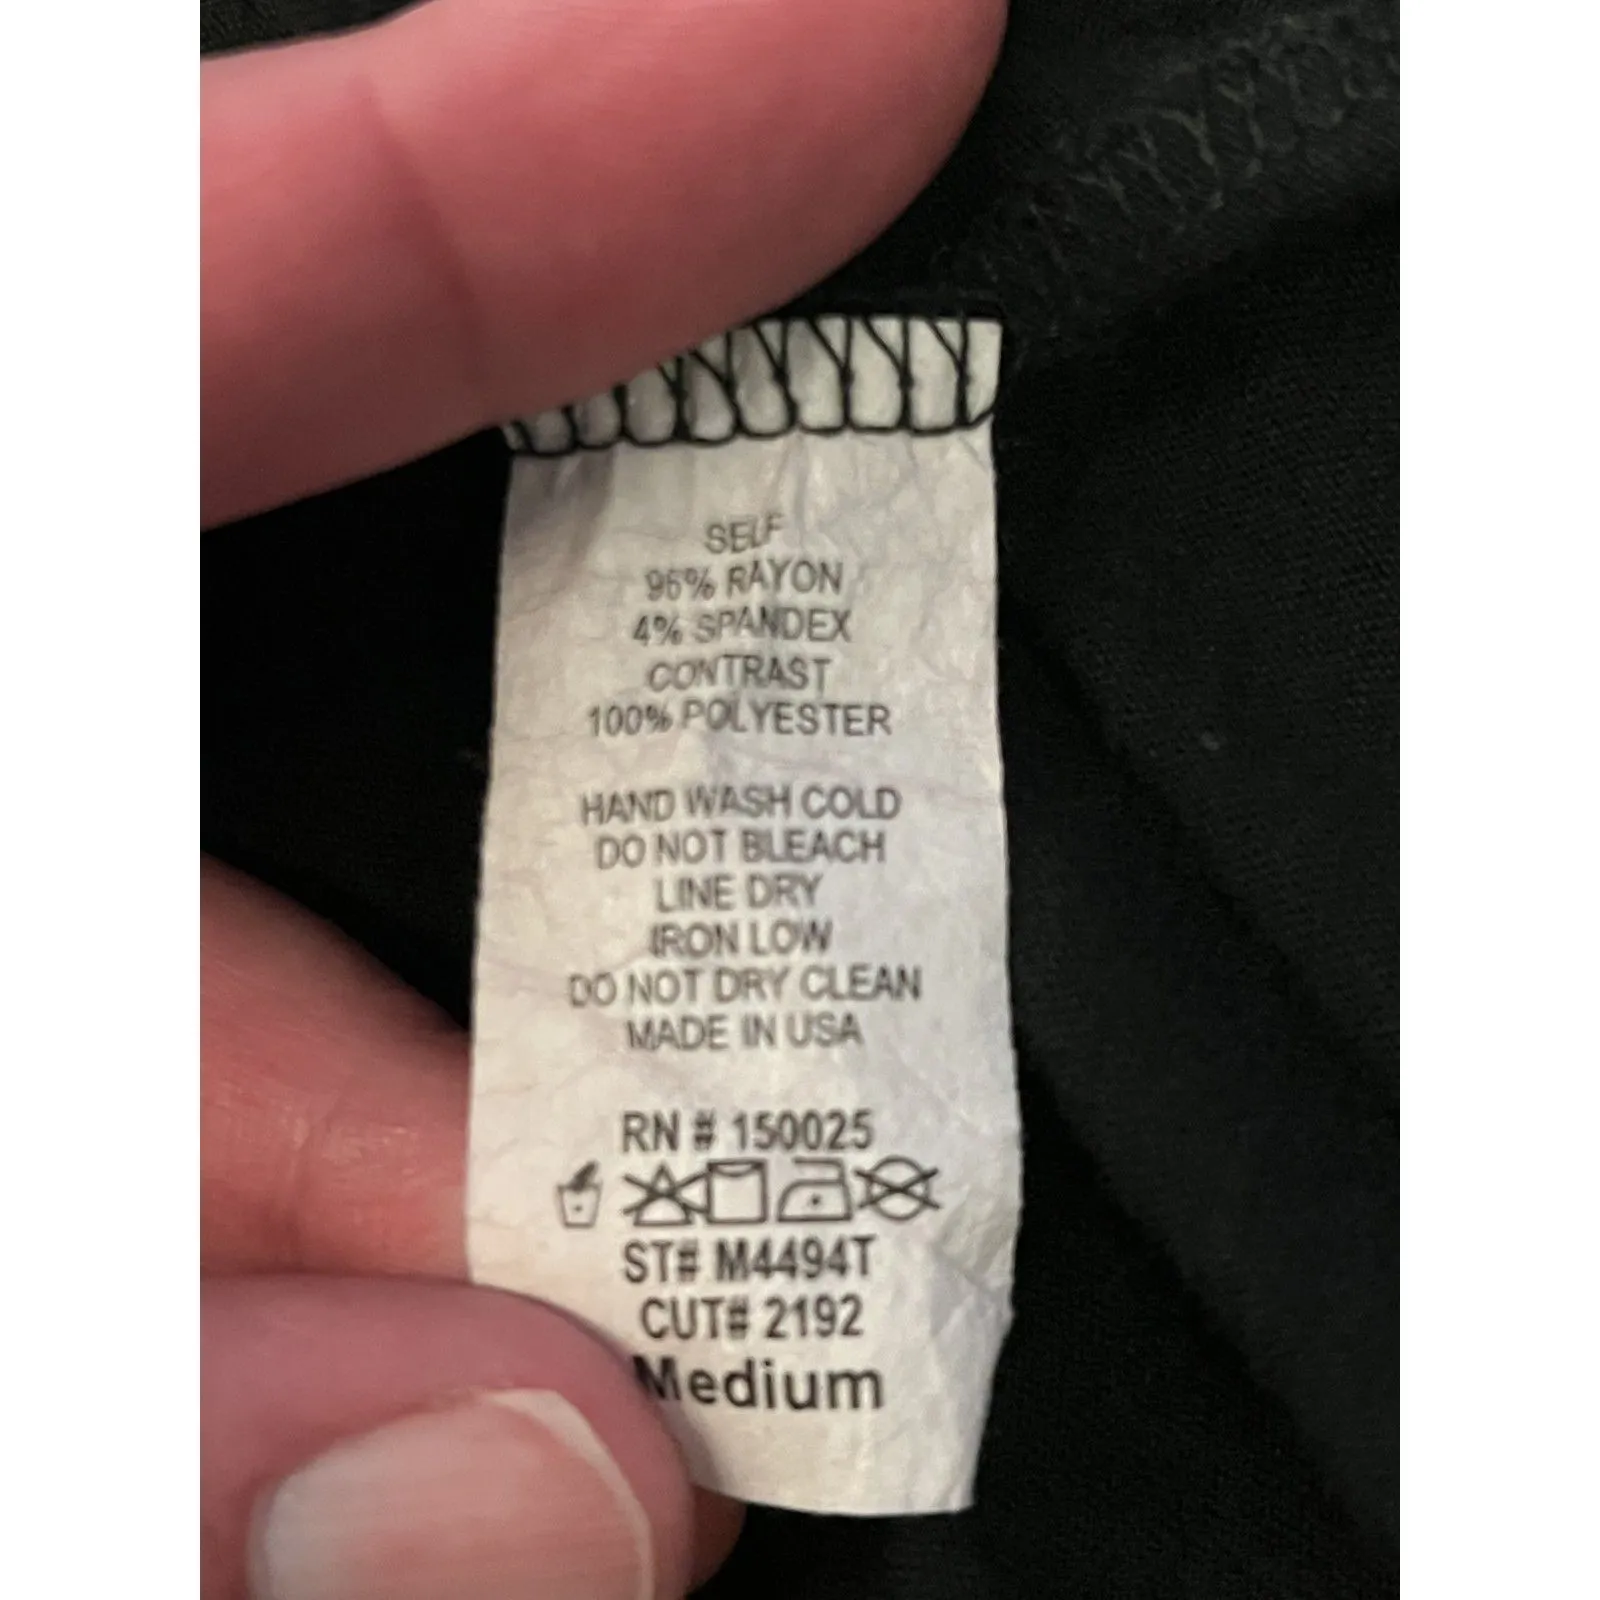 SELF
96% RAYON
4% SPANDEX
CONTRAST
100% POLYESTER
HAND WASH COLD
DO NOT BLEACH
LINE DRY
IRON LOW
DO NOT DRY CLEAN
MADE IN USA
RN # 150025
ST# M4494T
CUT# 2192
Medium